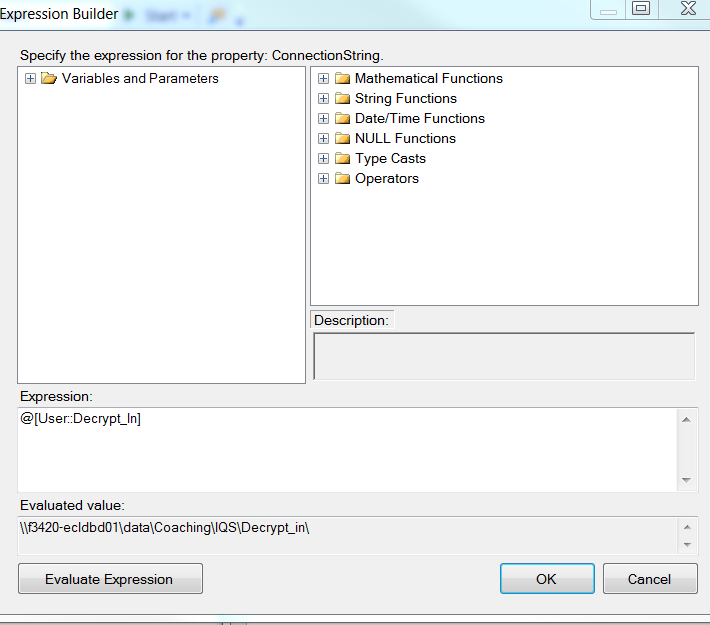 Expression Builder
Start
Specify the expression for the property: ConnectionString.
Variables and Parameters
Mathematical Functions
String Functions
Date/Time Functions
NULL Functions
Type Casts
Operators
Description:
Expression:
@[User::Decrypt_In]
Evaluated value:
\\f3420-ecldbd01\data\Coaching\IQS\Decrypt_in\
Evaluate Expression
OK
Cancel